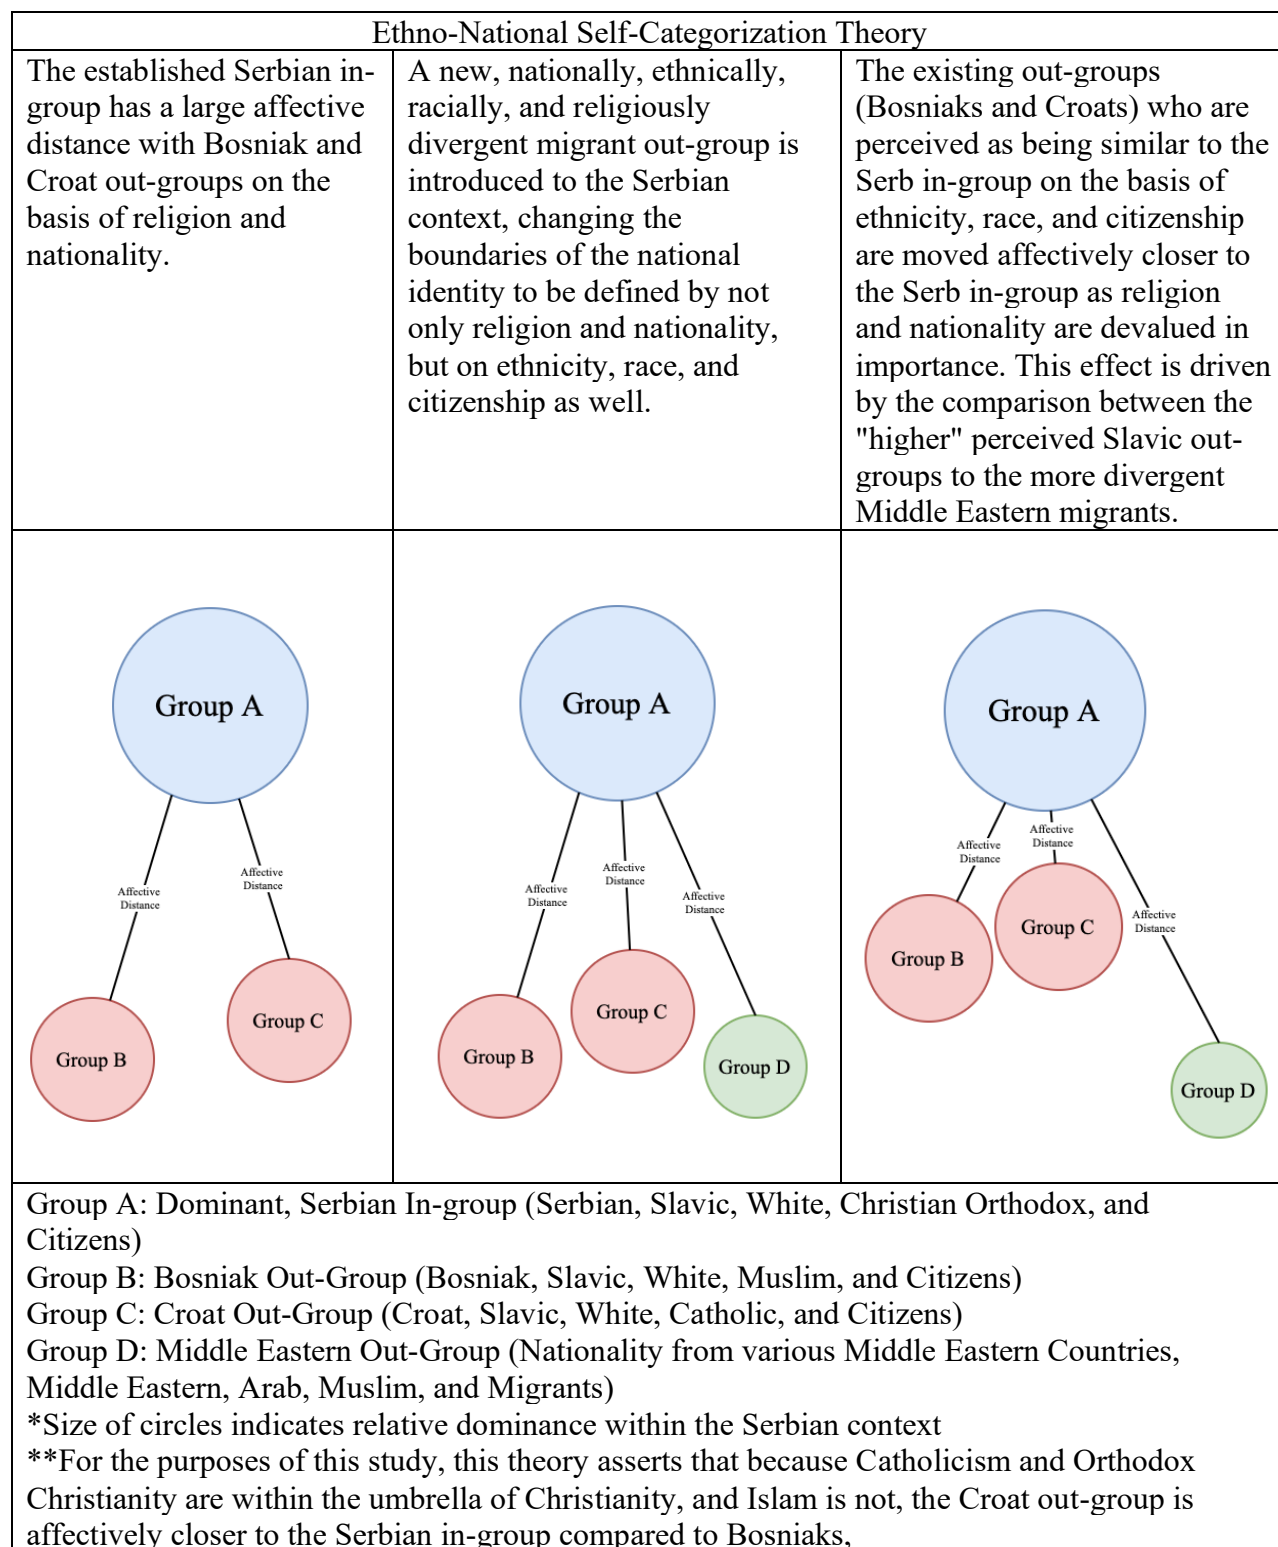 Ethno-National Self-Categorization Theory
The established Serbian in-
group has a large affective
distance with Bosniak and
Croat out-groups on the
basis of religion and
nationality.
A new, nationally, ethnically,
racially, and religiously
divergent migrant out-group is
introduced to the Serbian
context, changing the
boundaries of the national
identity to be defined by not
only religion and nationality,
but on ethnicity, race, and
citizenship as well.
The existing out-groups
(Bosniaks and Croats) who are
perceived as being similar to the
Serb in-group on the basis of
ethnicity, race, and citizenship
are moved affectively closer to
the Serb in-group as religion
and nationality are devalued in
importance. This effect is driven
by the comparison between the
"higher" perceived Slavic out-
groups to the more divergent
Middle Eastern migrants.
Group A
Affective
Distance
Affective
Distance
Group B
Group C
Group A
Affective
Distance
Affective
Distance
Affective
Distance
Group B
Group C
Group D
Group A
Affective
Distance
Affective
Distance
Affective
Distance
Group B
Group C
Group D
Group A: Dominant, Serbian In-group (Serbian, Slavic, White, Christian Orthodox, and
Citizens)
Group B: Bosniak Out-Group (Bosniak, Slavic, White, Muslim, and Citizens)
Group C: Croat Out-Group (Croat, Slavic, White, Catholic, and Citizens)
Group D: Middle Eastern Out-Group (Nationality from various Middle Eastern Countries,
Middle Eastern, Arab, Muslim, and Migrants)
*Size of circles indicates relative dominance within the Serbian context
**For the purposes of this study, this theory asserts that because Catholicism and Orthodox
Christianity are within the umbrella of Christianity, and Islam is not, the Croat out-group is
affectively closer to the Serbian in-group compared to Bosniaks,